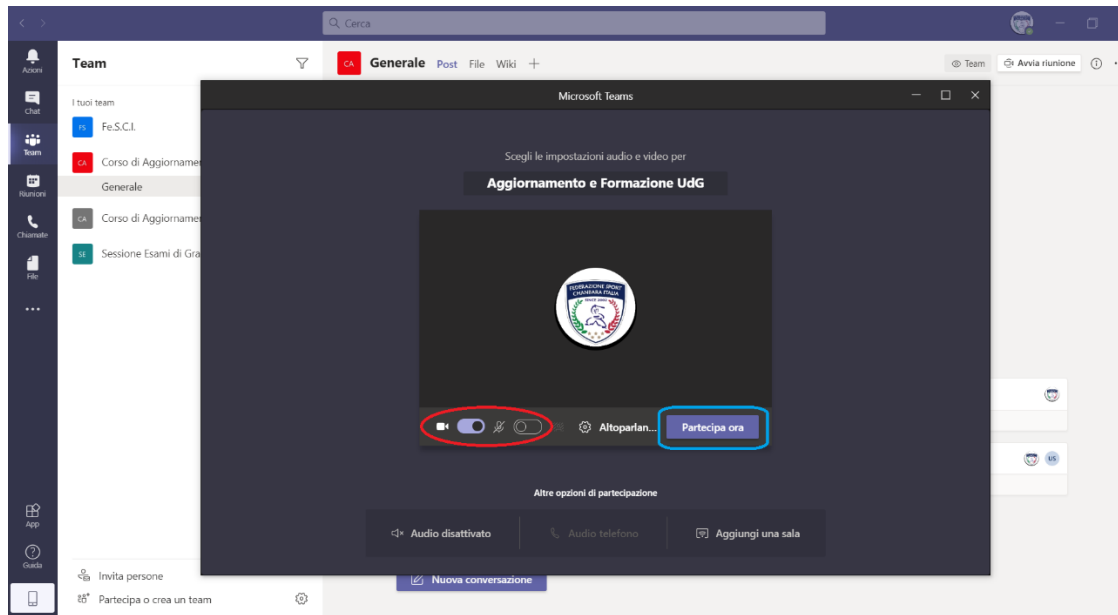 Cerca
Azioni
Chat
Team
Riunioni
Chiamate
File
App
Guida
Team
I tuoi team
FS Fe.S.C.I.
CA Corso di Aggiorname
Generale
CA Corso di Aggiorname
SE Sessione Esami di Gra
Invita persone
Partecipa o crea un team
CA Generale Post File Wiki
Team Avvia riunione
Microsoft Teams
Scegli le impostazioni audio e video per
Aggiornamento e Formazione UdG
FEDERAZIONE SPORT
CHANBARA ITALIA
Altoparlan... Partecipa ora
Altre opzioni di partecipazione
Audio disattivato Audio telefono Aggiungi una sala
US
Nuova conversazione